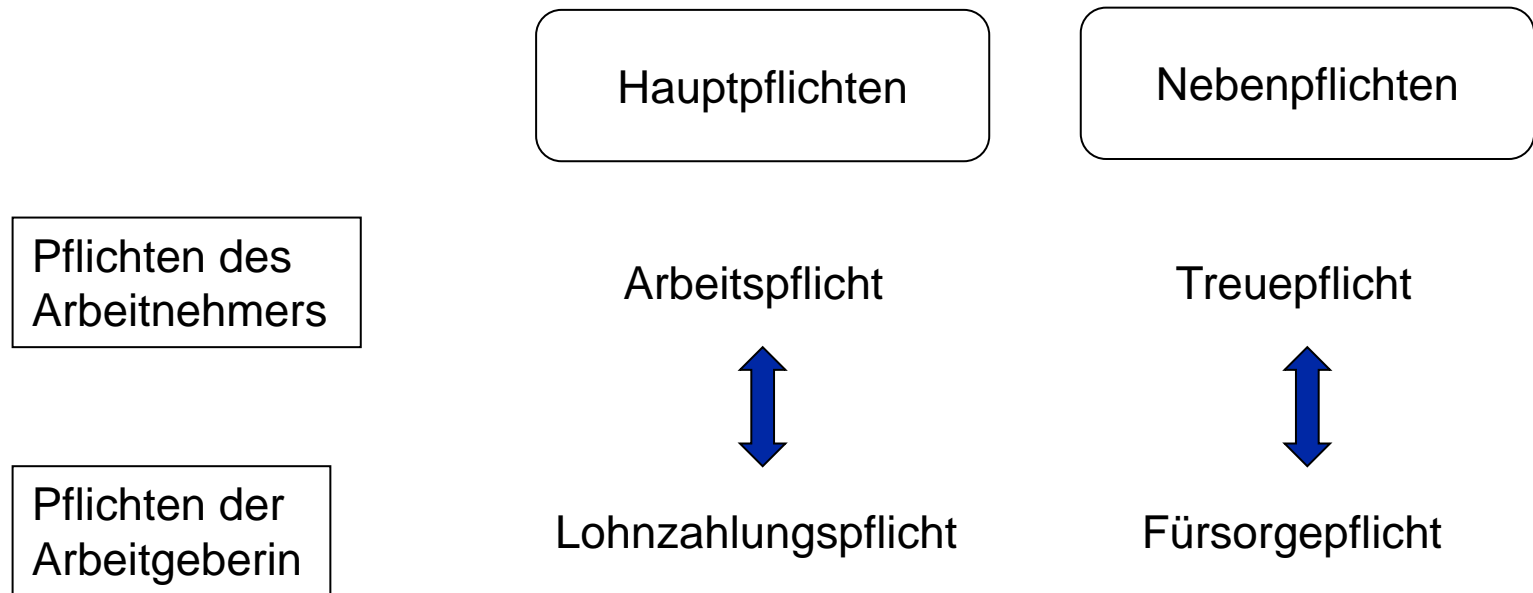 Hauptpflichten
Nebenpflichten
Pflichten des
Arbeitnehmers
Arbeitspflicht
Treuepflicht
Pflichten der
Arbeitgeberin
Lohnzahlungspflicht
Fürsorgepflicht